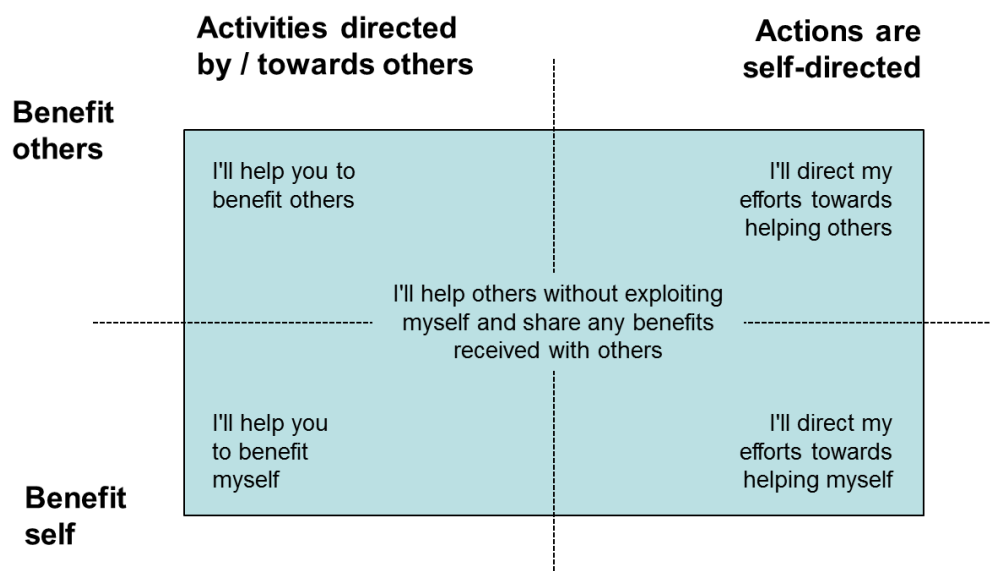 Activities directed
by / towards others
Actions are
self-directed
Benefit
others
I'll help you to
benefit others
I'll direct my
efforts towards
helping others
I'll help others without exploiting
myself and share any benefits
received with others
I'll help you
to benefit
myself
I'll direct my
efforts towards
helping myself
Benefit
self